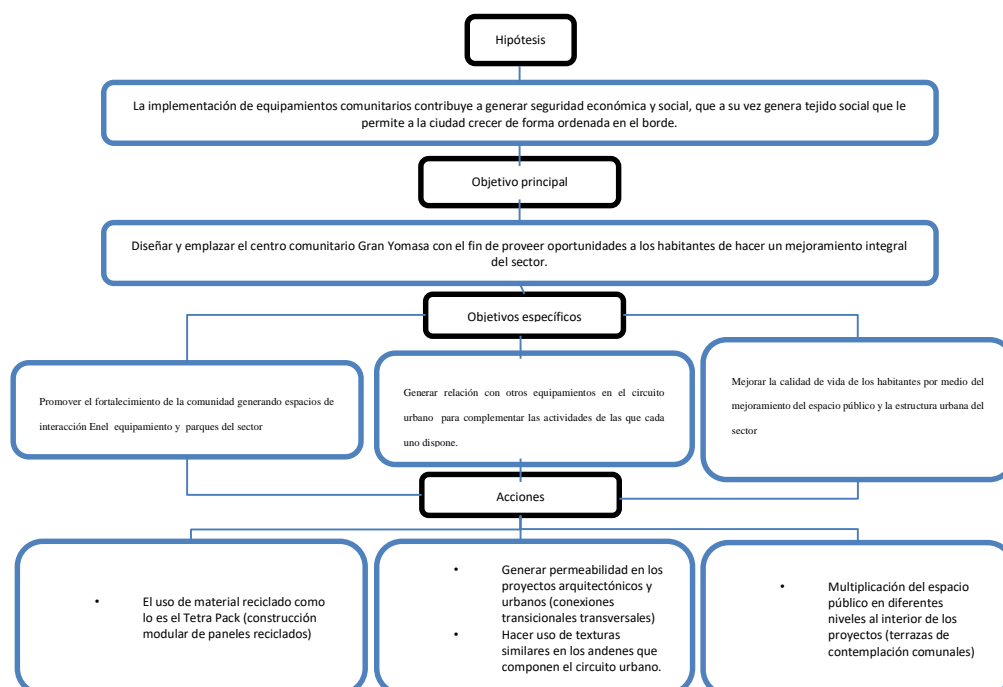 Hipótesis
La implementación de equipamientos comunitarios contribuye a generar seguridad económica y social, que a su vez genera tejido social que le
permite a la ciudad crecer de forma ordenada en el borde.
Objetivo principal
Diseñar y emplazar el centro comunitario Gran Yomasa con el fin de proveer oportunidades a los habitantes de hacer un mejoramiento integral
del sector.
Objetivos específicos
Promover el fortalecimiento de la comunidad generando espacios de
interacción Enel equipamiento y parques del sector
Generar relación con otros equipamientos en el circuito
urbano para complementar las actividades de las que cada
uno dispone.
Mejorar la calidad de vida de los habitantes por medio del
mejoramiento del espacio público y la estructura urbana del
sector
Acciones
• El uso de material reciclado como
lo es el Tetra Pack (construcción
modular de paneles reciclados)
• Generar permeabilidad en los
proyectos arquitectónicos y
urbanos (conexiones
transicionales transversales)
• Hacer uso de texturas
similares en los andenes que
componen el circuito urbano.
• Multiplicación del espacio
público en diferentes
niveles al interior de los
proyectos (terrazas de
contemplación comunales)